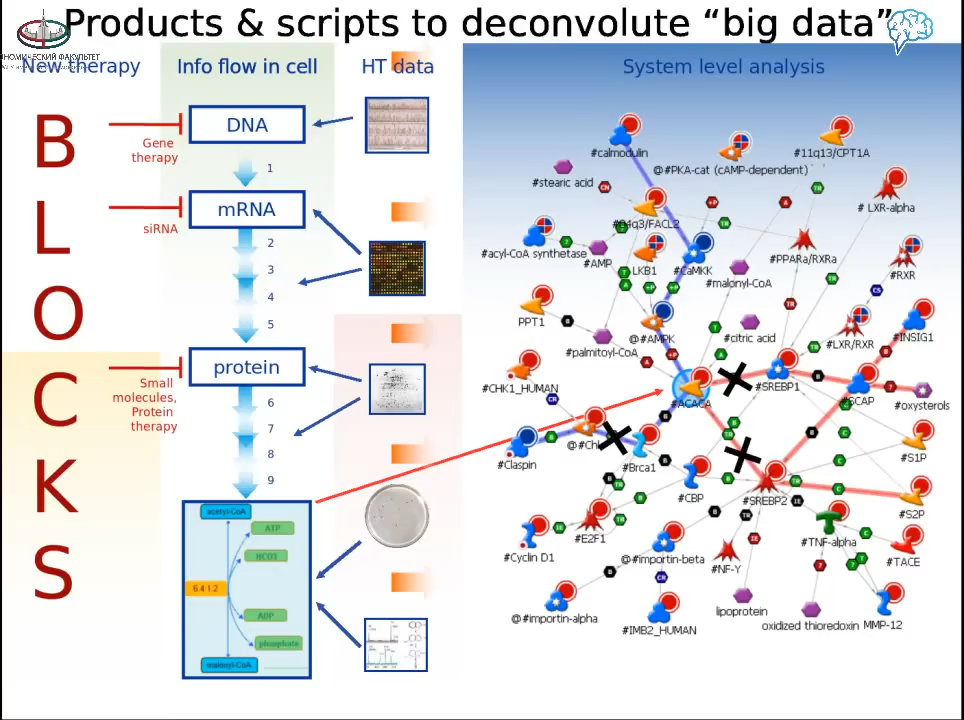 Products & scripts to deconvolute “big data”
НОМИЧЕСКИЙ ФАКУЛЬТЕТ
New therapy
Info flow in cell
HT data
System level analysis
B
L
O
C
K
S
Gene
therapy
siRNA
Small
molecules,
Protein
therapy
DNA
1
mRNA
2
3
4
5
protein
6
7
8
9
acetyl-CoA
ATP
HCO3
6.4.1.2
ADP
phosphate
malonyl-CoA
#calmodulin
@#PKA-cat (cAMP-dependent)
#11q13/CPT1A
#stearic acid
#LXR-alpha
#acyl-CoA synthetase
#AMP
LKB1
#CaMKK
#PPARa/RXRa
#malonyl-CoA
#RXR
PPT1
#palmitoyl-CoA
@#AMPK
#citric acid
#LXR/RXR
#INSIG1
#CHK1_HUMAN
#ACACA
#SREBP1
#SCAP
#oxysterols
#Claspin
#Brca1
#CBP
#SREBP2
#S1P
#S2P
#Cyclin D1
#E2F1
@#importin-beta
#NF-Y
#TNF-alpha
#TACE
@#importin-alpha
#IMB2_HUMAN
lipoprotein
oxidized thioredoxin
MMP-12